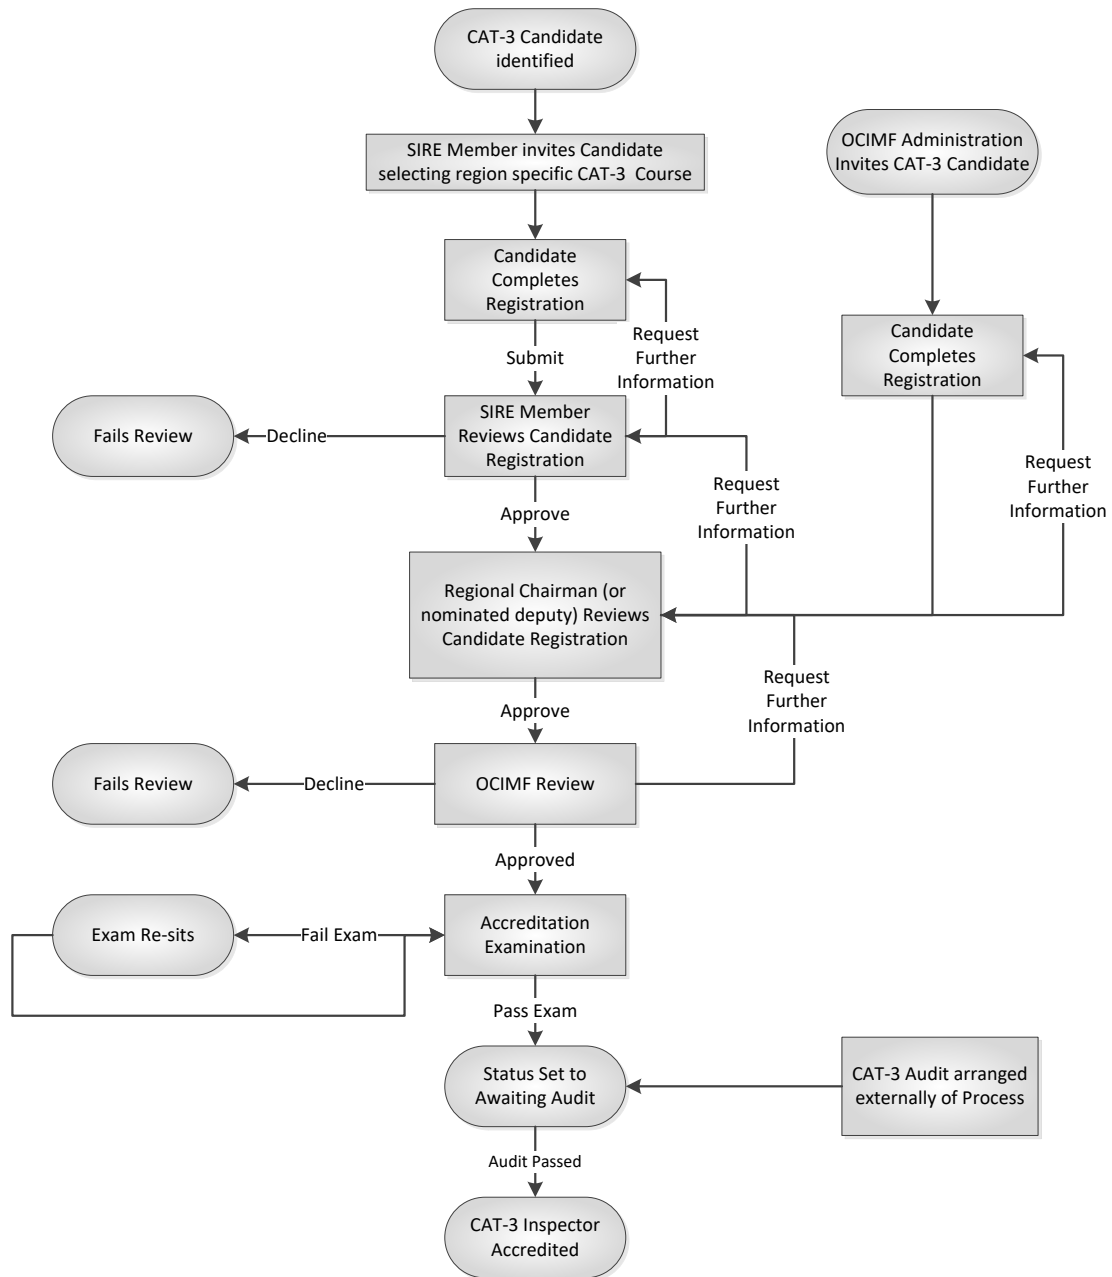 CAT-3 Candidate
identified
SIRE Member invites Candidate
selecting region specific CAT-3  Course
OCIMF Administration
Invites CAT-3 Candidate
Candidate
Completes
Registration
Request
Further
Information
Candidate
Completes
Registration
Submit
Fails Review
Decline
SIRE Member
Reviews Candidate
Registration
Request
Further
Information
Request
Further
Information
Approve
Regional Chairman (or
nominated deputy) Reviews
Candidate Registration
Request
Further
Information
Approve
Fails Review
Decline
OCIMF Review
Approved
Exam Re-sits
Fail Exam
Accreditation
Examination
Pass Exam
Status Set to
Awaiting Audit
CAT-3 Audit arranged
externally of Process
Audit Passed
CAT-3 Inspector
Accredited